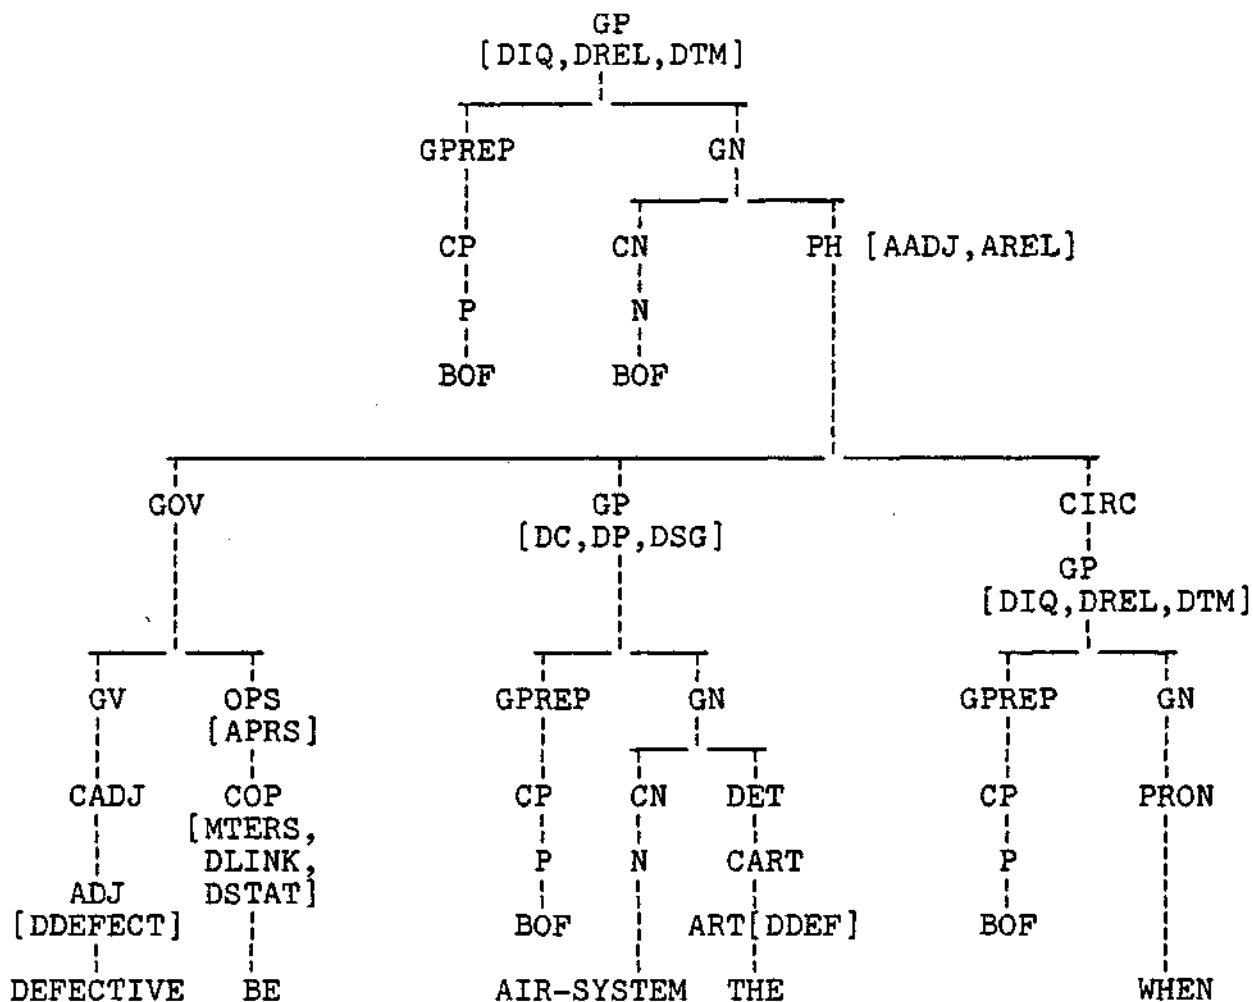 GP
[DIQ,DREL,DTM]
GPREP GN
CP CN PH [AADJ,AREL]
P N
BOF BOF
GOV GP CIRC
[DC,DP,DSG]
GP
[DIQ,DREL,DTM]
GV OPS GPREP GN GPREP GN
[APRS]
CADJ COP CP CN DET CP PRON
[MTERS,
DLINK, P N CART P
ADJ DSTAT]
[DDEFECT] BOF ART[DDEF] BOF
DEFECTIVE BE AIR-SYSTEM THE WHEN